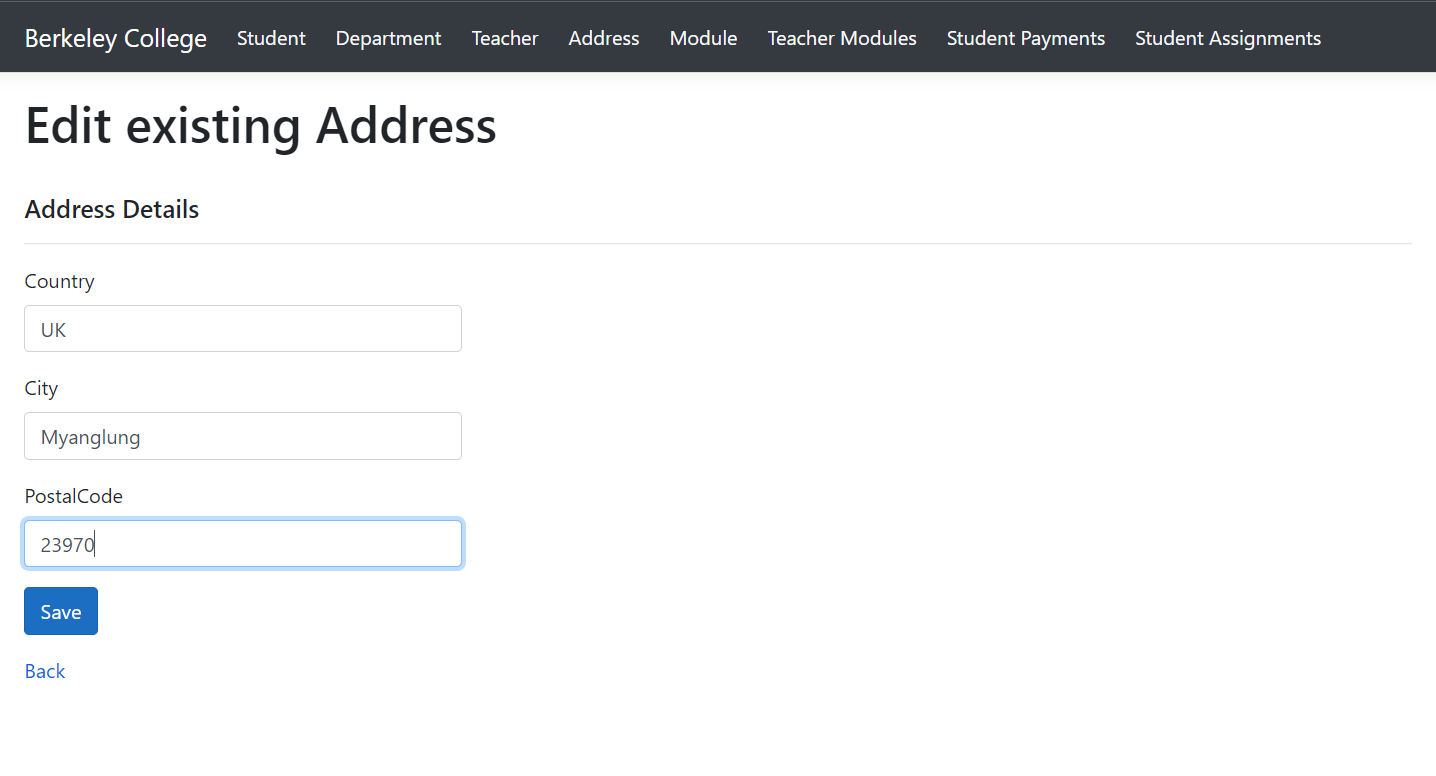 Berkeley College Student Department Teacher Address Module Teacher Modules Student Payments Student Assignments
Edit existing Address
Address Details
Country
UK
City
Myanglung
PostalCode
23970
Save
Back